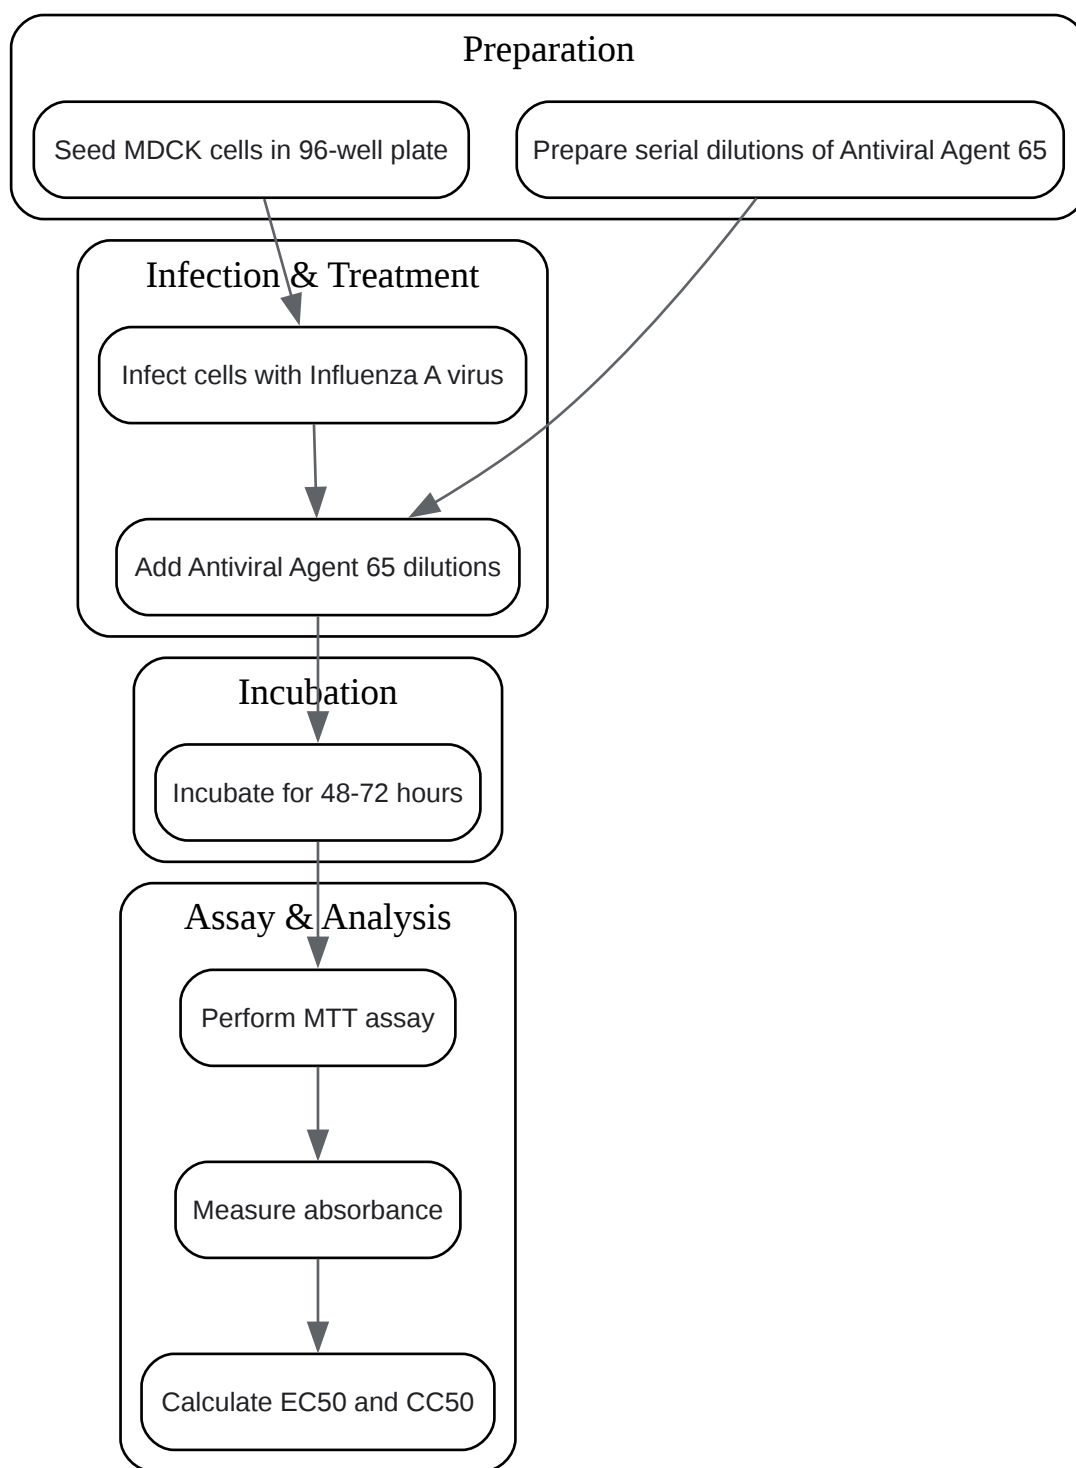 Preparation
Seed MDCK cells in 96-well plate
Prepare serial dilutions of Antiviral Agent 65
Infection & Treatment
Infect cells with Influenza A virus
Add Antiviral Agent 65 dilutions
Incubation
Incubate for 48-72 hours
Assay & Analysis
Perform MTT assay
Measure absorbance
Calculate EC50 and CC50